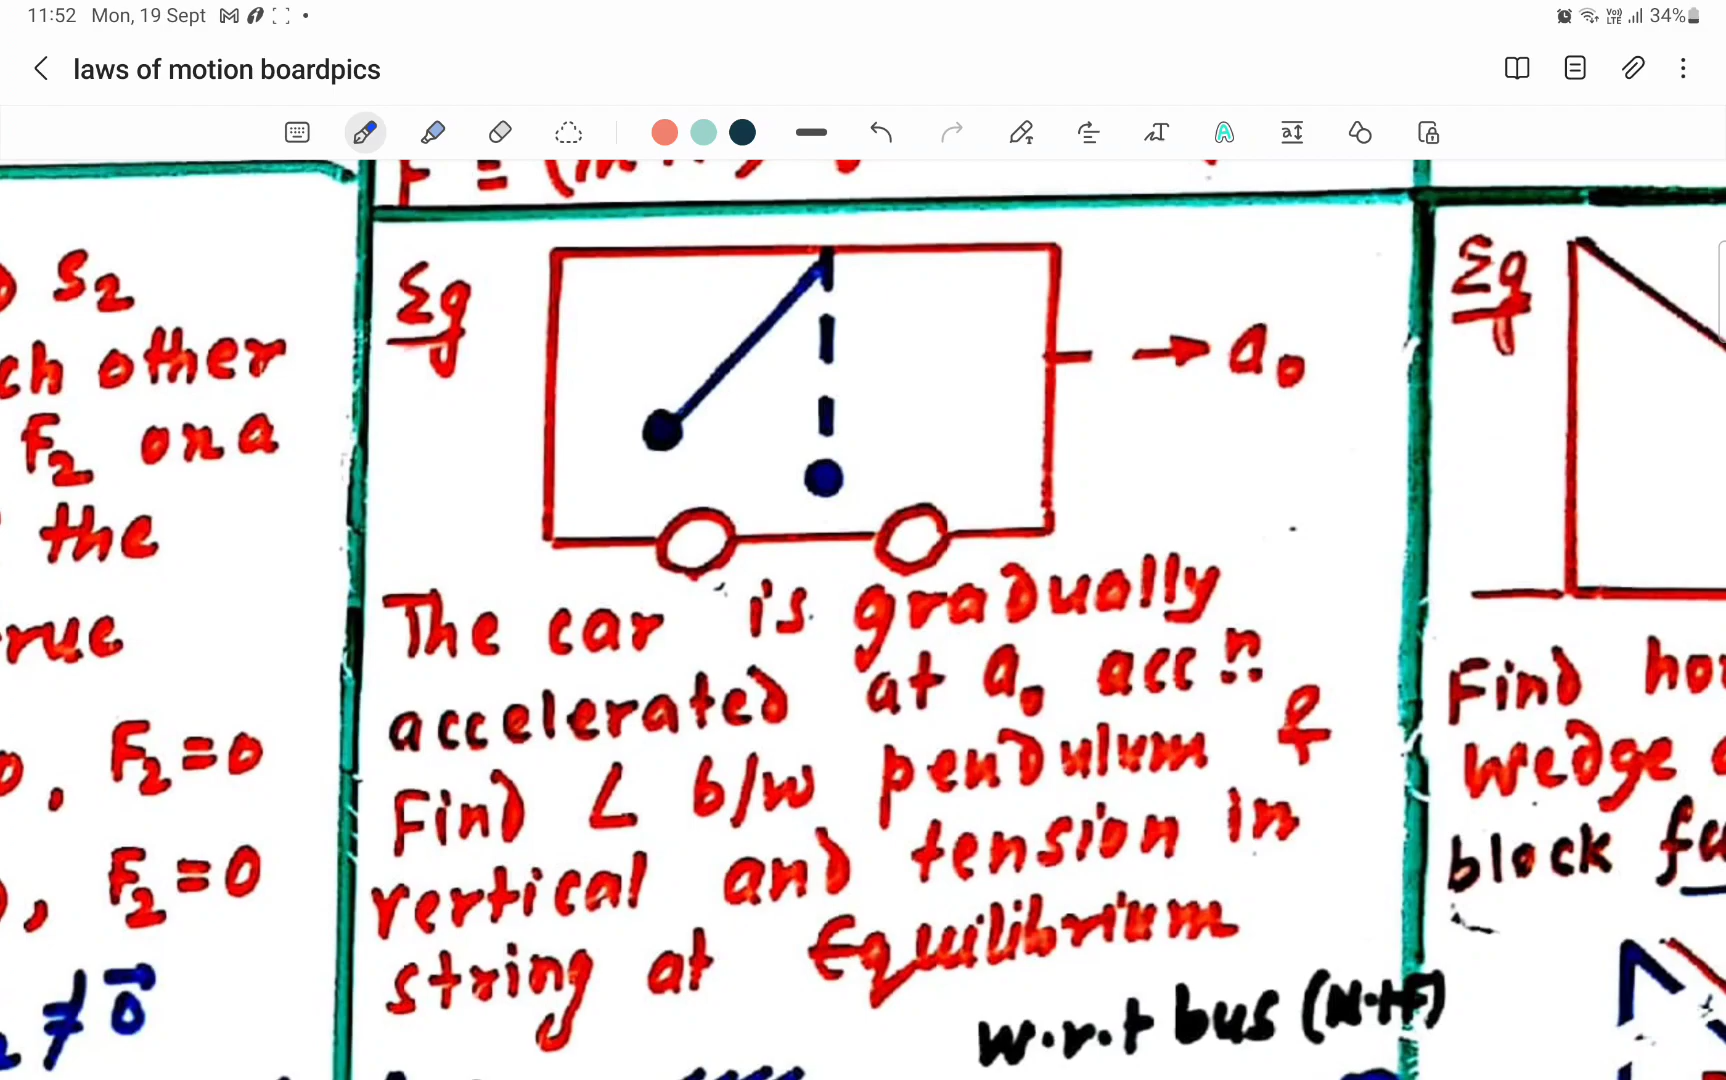 11:52 Mon, 19 Sept
34%
laws of motion boardpics
S2
ch other
F2 on a
the
rue
, F2=0
, F2=0
≠ 0
Eg
a0
The car is gradually
accelerated at a0 accn &
Find ∠ b/w pendulum
vertical and tension in
string at Equilibrium
w.r.t bus
Eg
Find
wedge
block